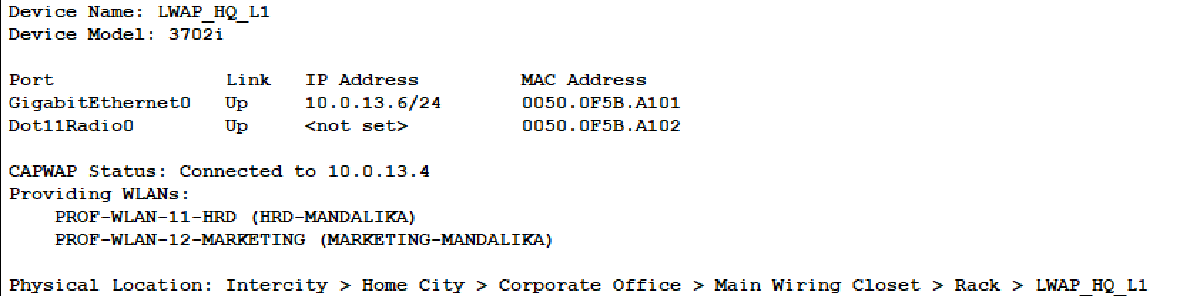 Device Name: LWAP_HQ_L1
Device Model: 3702i
Port Link IP Address MAC Address
GigabitEthernet0 Up 10.0.13.6/24 0050.0F5B.A101
Dot11Radio0 Up <not set> 0050.0F5B.A102
CAPWAP Status: Connected to 10.0.13.4
Providing WLANs:
PROF-WLAN-11-HRD (HRD-MANDALIKA)
PROF-WLAN-12-MARKETING (MARKETING-MANDALIKA)
Physical Location: Intercity > Home City > Corporate Office > Main Wiring Closet > Rack > LWAP_HQ_L1